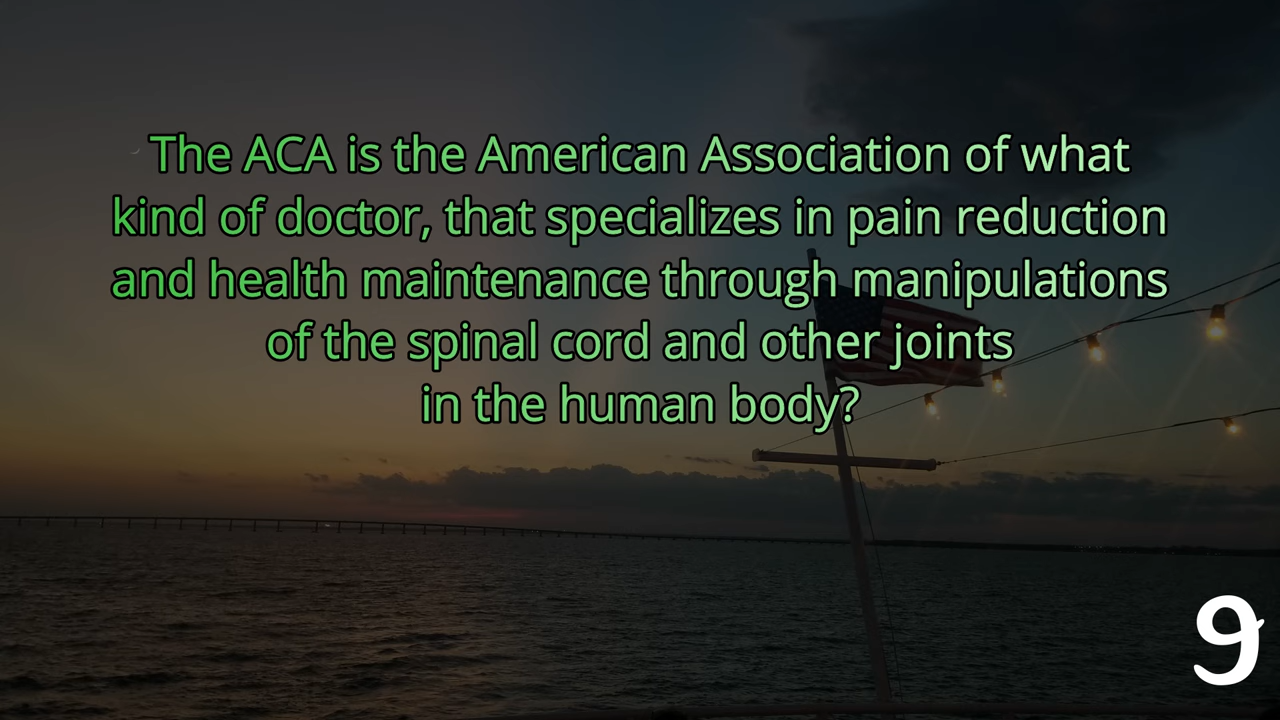 The ACA is the American Association of what
kind of doctor, that specializes in pain reduction
and health maintenance through manipulations
of the spinal cord and other joints
in the human body?
9